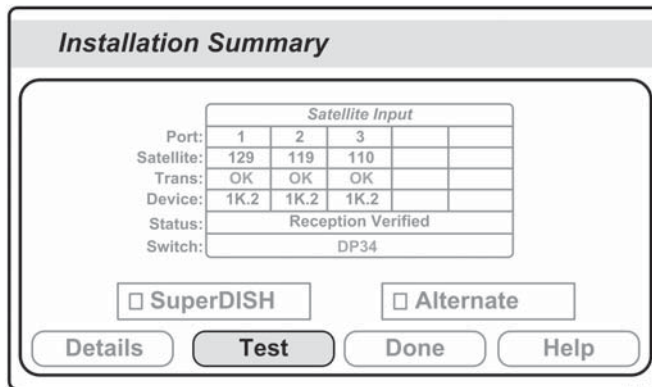 Installation Summary
Satellite Input
Port: 1 2 3
Satellite: 129 119 110
Trans: OK OK OK
Device: 1K.2 1K.2 1K.2
Status: Reception Verified
Switch: DP34
SuperDISH Alternate
Details Test Done Help